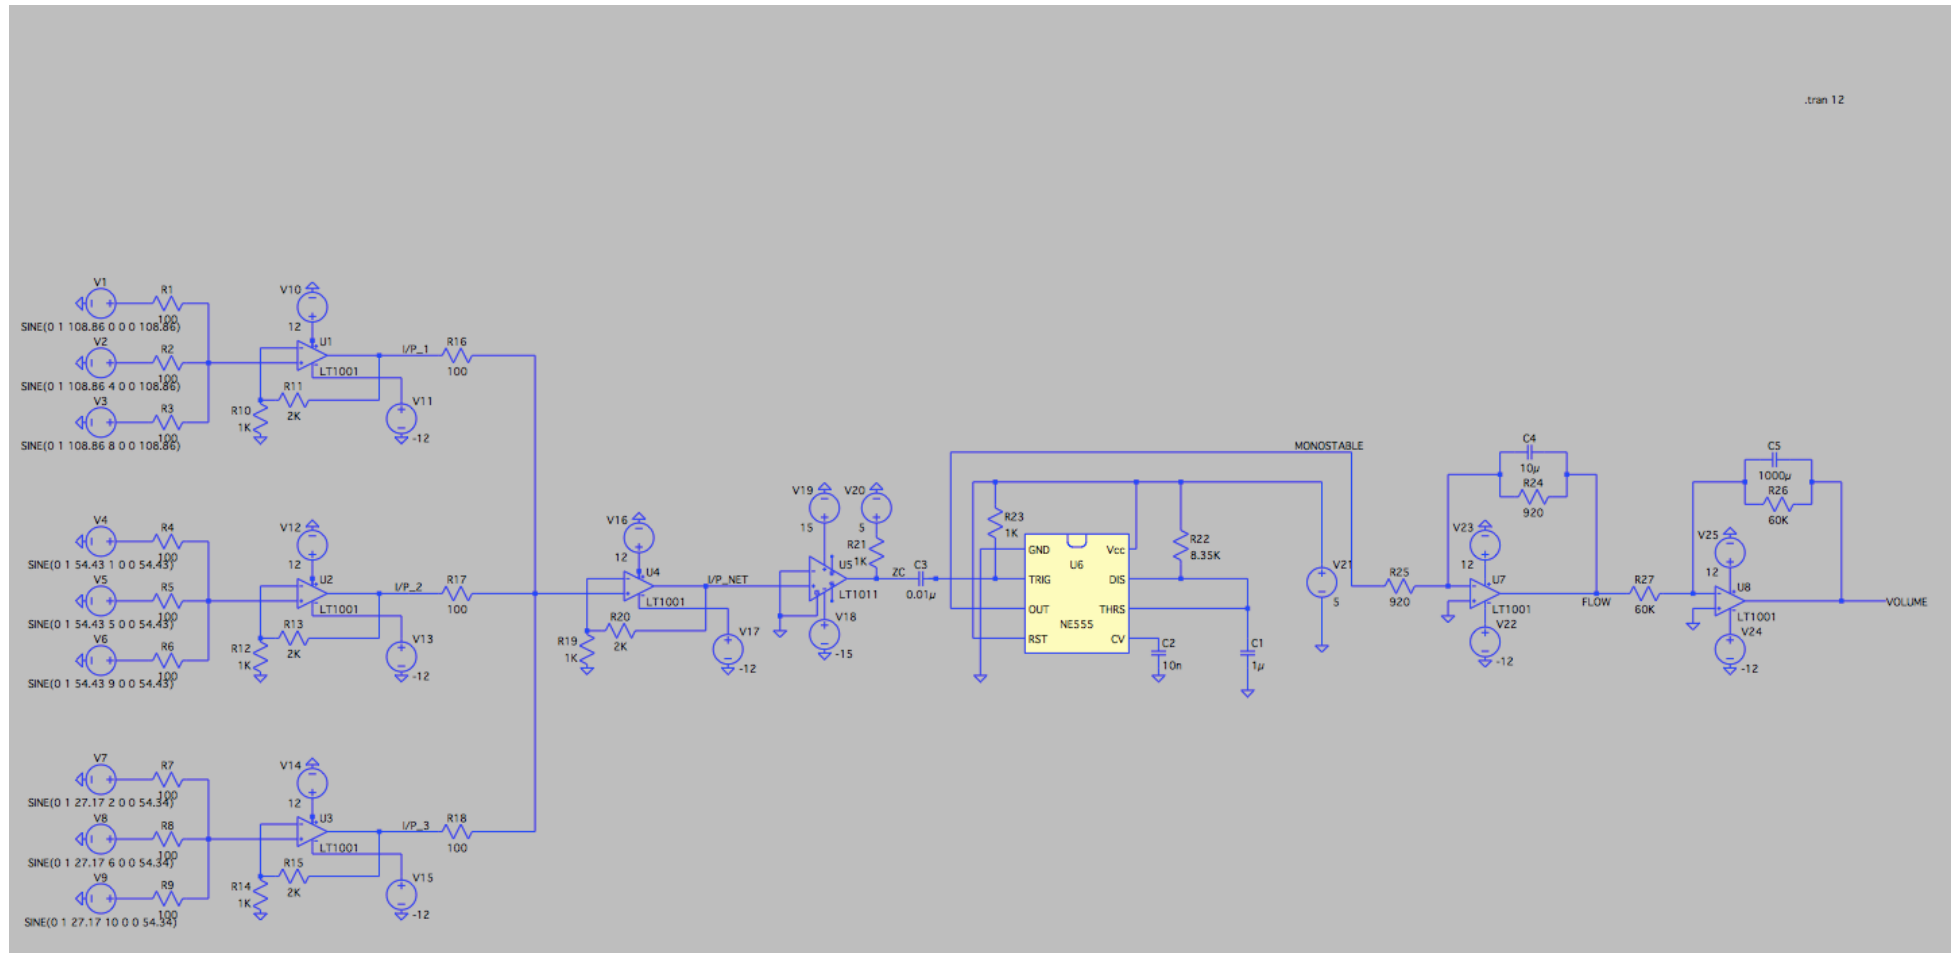 .tran 12
V1
R1
100
SINE(0 1 108.86 0 0 0 108.86)
V2
R2
100
SINE(0 1 108.86 4 0 0 108.86)
V3
R3
100
SINE(0 1 108.86 8 0 0 108.86)
V10
12
U1
LT1001
R11
2K
R10
1K
V11
-12
I/P_1
R16
100
V4
R4
100
SINE(0 1 54.43 1 0 0 54.43)
V5
R5
100
SINE(0 1 54.43 5 0 0 54.43)
V6
R6
100
SINE(0 1 54.43 9 0 0 54.43)
V12
12
U2
LT1001
R13
2K
R12
1K
V13
-12
I/P_2
R17
100
V7
R7
100
SINE(0 1 27.17 2 0 0 54.34)
V8
R8
100
SINE(0 1 27.17 6 0 0 54.34)
V9
R9
100
SINE(0 1 27.17 10 0 0 54.34)
V14
12
U3
LT1001
R15
2K
R14
1K
V15
-12
I/P_3
R18
100
V16
12
U4
LT1001
R20
2K
R19
1K
V17
-12
I/P_NET
V19
15
V20
5
R21
1K
U5
LT1011
V18
-15
ZC
C3
0.01µ
MONOSTABLE
R23
1K
GND
Vcc
U6
TRIG
DIS
OUT
THRS
NE555
RST
CV
R22
8.35K
C2
10n
C1
1µ
V21
5
R25
920
C4
10µ
R24
920
V23
12
U7
LT1001
V22
-12
FLOW
R27
60K
C5
1000µ
R26
60K
V25
12
U8
LT1001
V24
-12
VOLUME